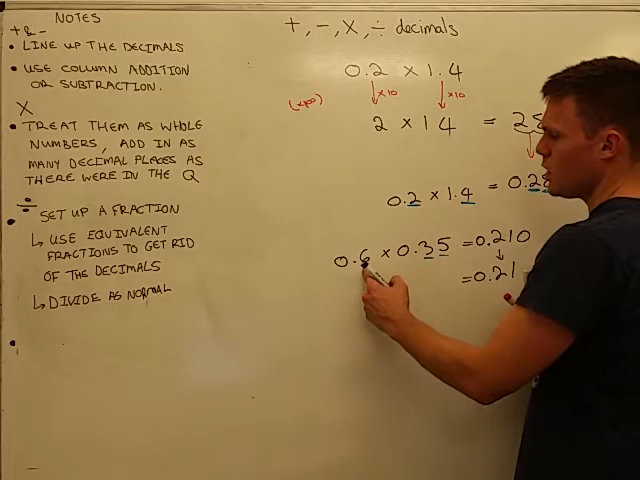 NOTES
+ & -
• LINE UP THE DECIMALS
• USE COLUMN ADDITION
OR SUBTRACTION.
X
• TREAT THEM AS WHOLE
NUMBERS, ADD IN AS
MANY DECIMAL PLACES AS
THERE WERE IN THE Q
÷
• SET UP A FRACTION
↳ USE EQUIVALENT
FRACTIONS TO GET RID
OF THE DECIMALS
↳ DIVIDE AS NORMAL
•
+, -, X, ÷ decimals
0.2 × 1.4
(×100) ×10 ×10
2 × 14 = 28
0.2 × 1.4 = 0.28
0.6 × 0.35 = 0.210
= 0.21